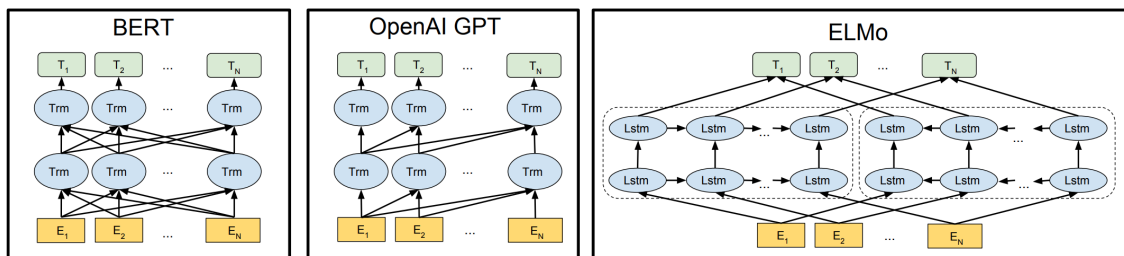 BERT
T1 T2 ... TN
Trm Trm ... Trm
Trm Trm ... Trm
E1 E2 ... EN
OpenAI GPT
T1 T2 ... TN
Trm Trm ... Trm
Trm Trm ... Trm
E1 E2 ... EN
ELMo
T1 T2 ... TN
Lstm Lstm ... Lstm Lstm Lstm ... Lstm
Lstm Lstm ... Lstm Lstm Lstm ... Lstm
E1 E2 ... EN